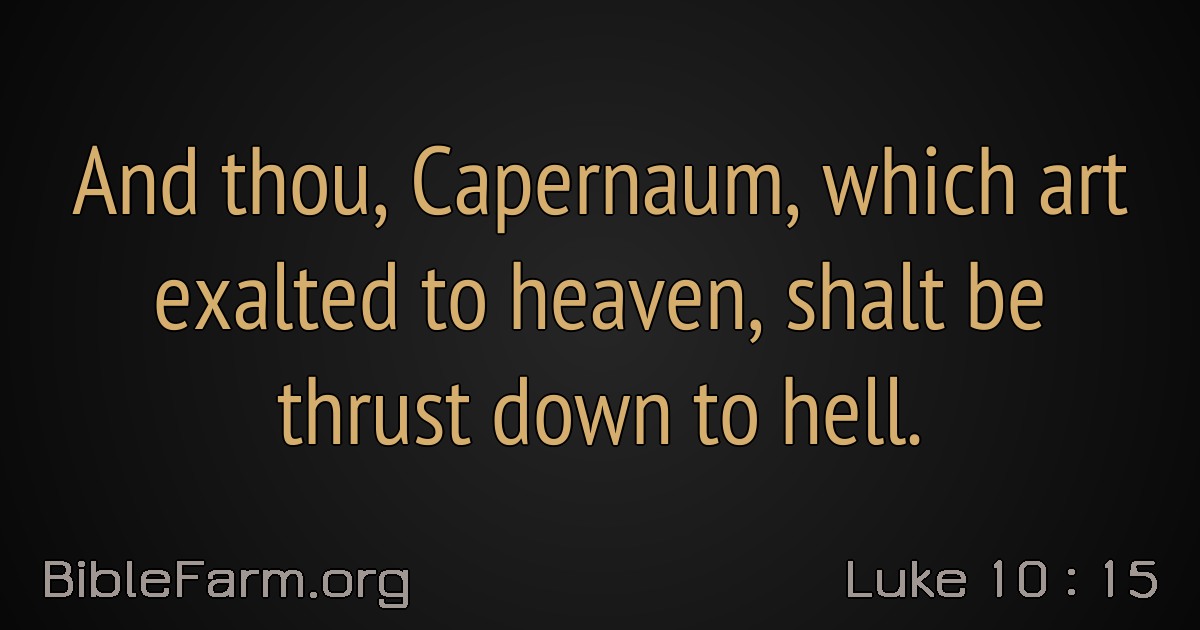 And thou, Capernaum, which art
exalted to heaven, shalt be
thrust down to hell.
BibleFarm.org
Luke 10 : 15